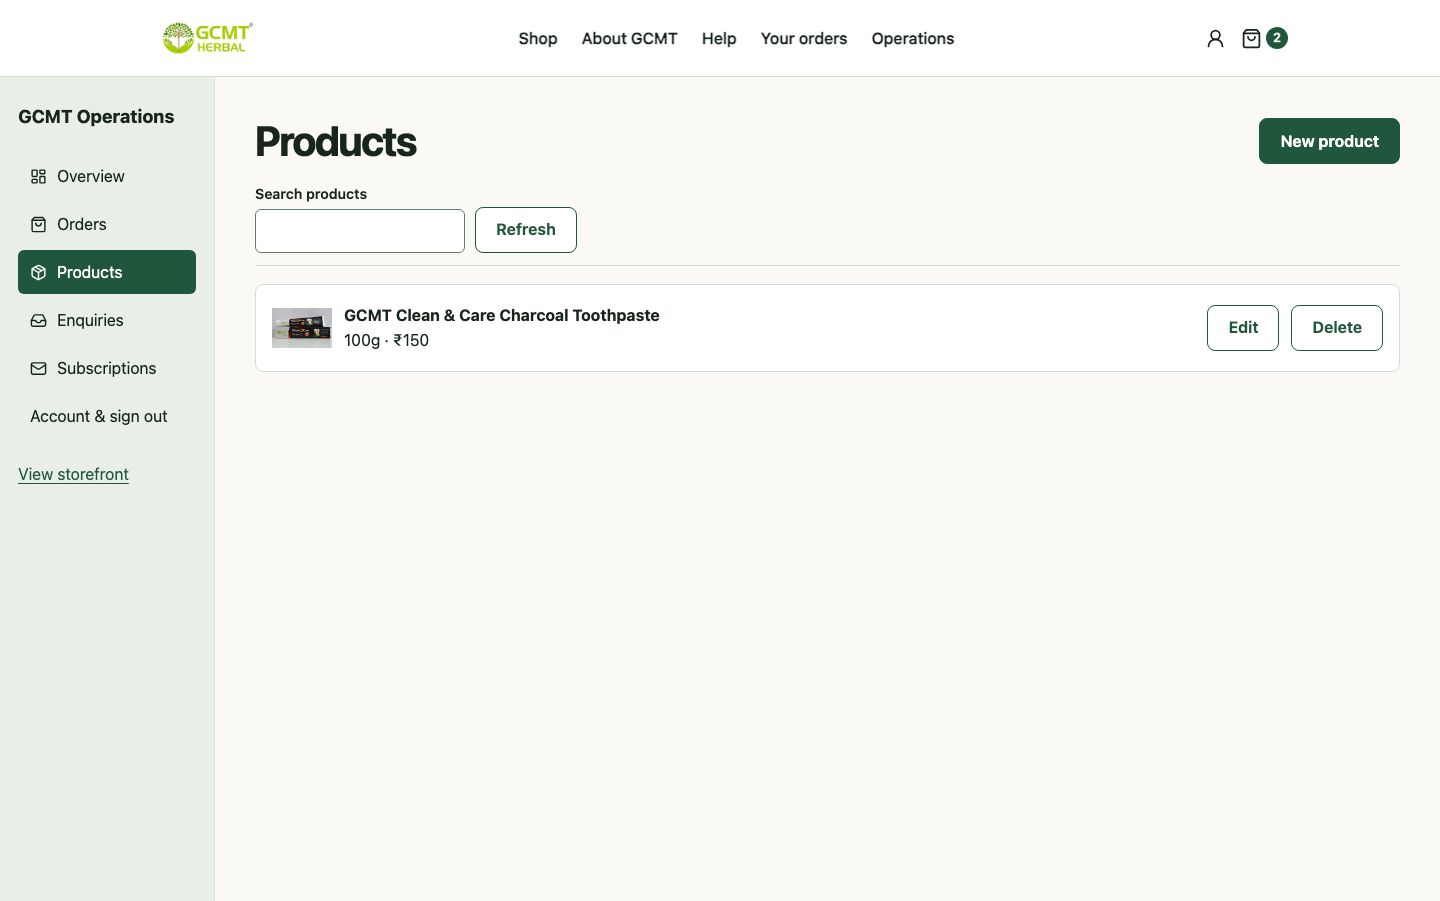 GCMT
HERBAL
Shop
About GCMT
Help
Your orders
Operations
2
GCMT Operations
Overview
Orders
Products
Enquiries
Subscriptions
Account & sign out
View storefront
Products
New product
Search products
Refresh
GCMT Clean & Care Charcoal Toothpaste
100g · ₹150
Edit
Delete